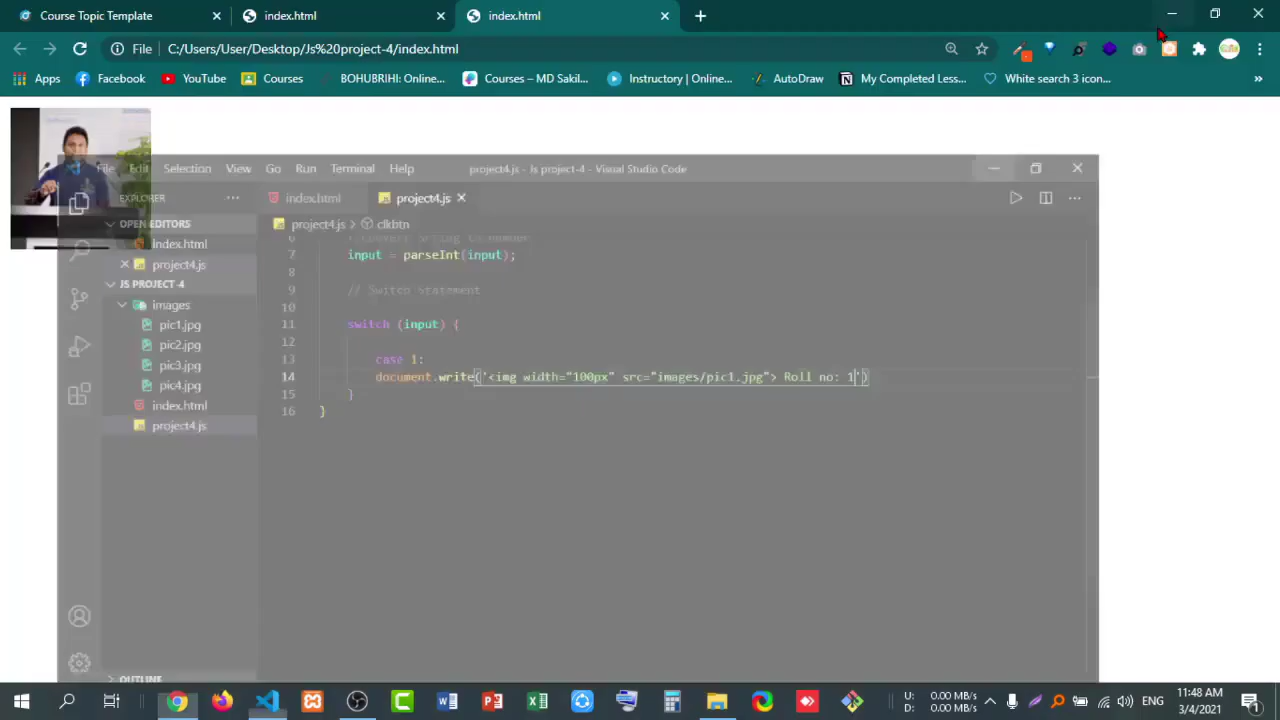 Course Topic Template
index.html
index.html
File
C:/Users/User/Desktop/Js%20project-4/index.html
Apps
Facebook
YouTube
Courses
BOHUBRIHI: Onlin...
Courses – MD Sakil...
Instructory | Online...
AutoDraw
My Completed Lesson...
White search 3 icon...
»
File Edit Selection View Go Run Terminal Help
project4.js - Js project-4 - Visual Studio Code
EXPLORER
index.html
project4.js
OPEN EDITORS
project4.js > clkbtn
index.html
project4.js
JS PROJECT -4
images
pic1.jpg
pic2.jpg
pic3.jpg
pic4.jpg
index.html
project4.js
OUTLINE
6
7 input = parseInt(input);
8
9 // Switch Statement
10
11 switch (input) {
12
13 case 1:
14 document.write('<img width="100px" src="images/pic1.jpg"> Roll no: 1')
15 }
16 }
U: 0.00 MB/s
D: 0.00 MB/s
ENG
11:48 AM
3/4/2021
1